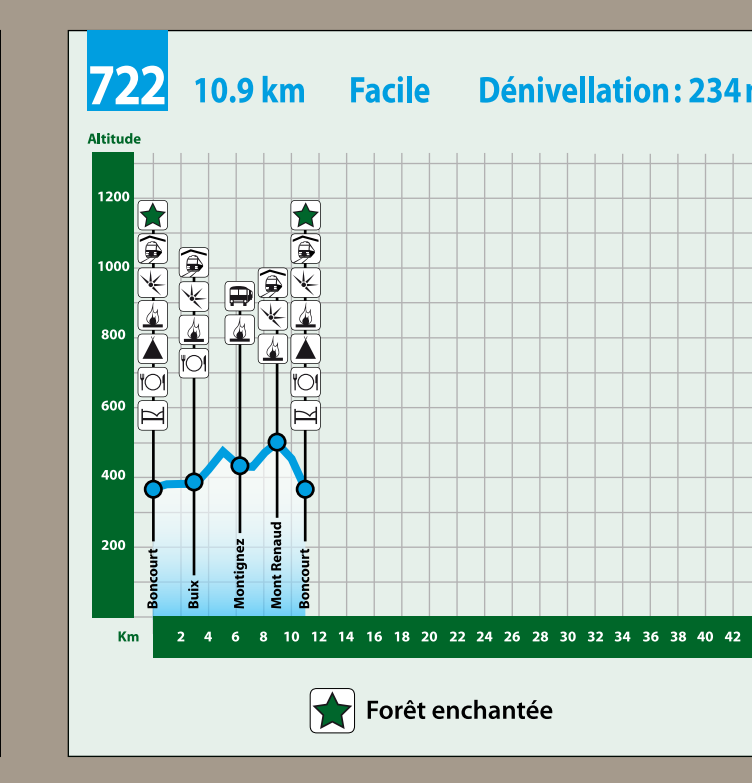 722 10.9 km Facile Dénivellation: 234
Altitude
1200
1000
800
600
400
200
Boncourt
Buix
Montignez
Mont Renaud
Boncourt
Km 2 4 6 8 10 12 14 16 18 20 22 24 26 28 30 32 34 36 38 40 42
Forêt enchantée